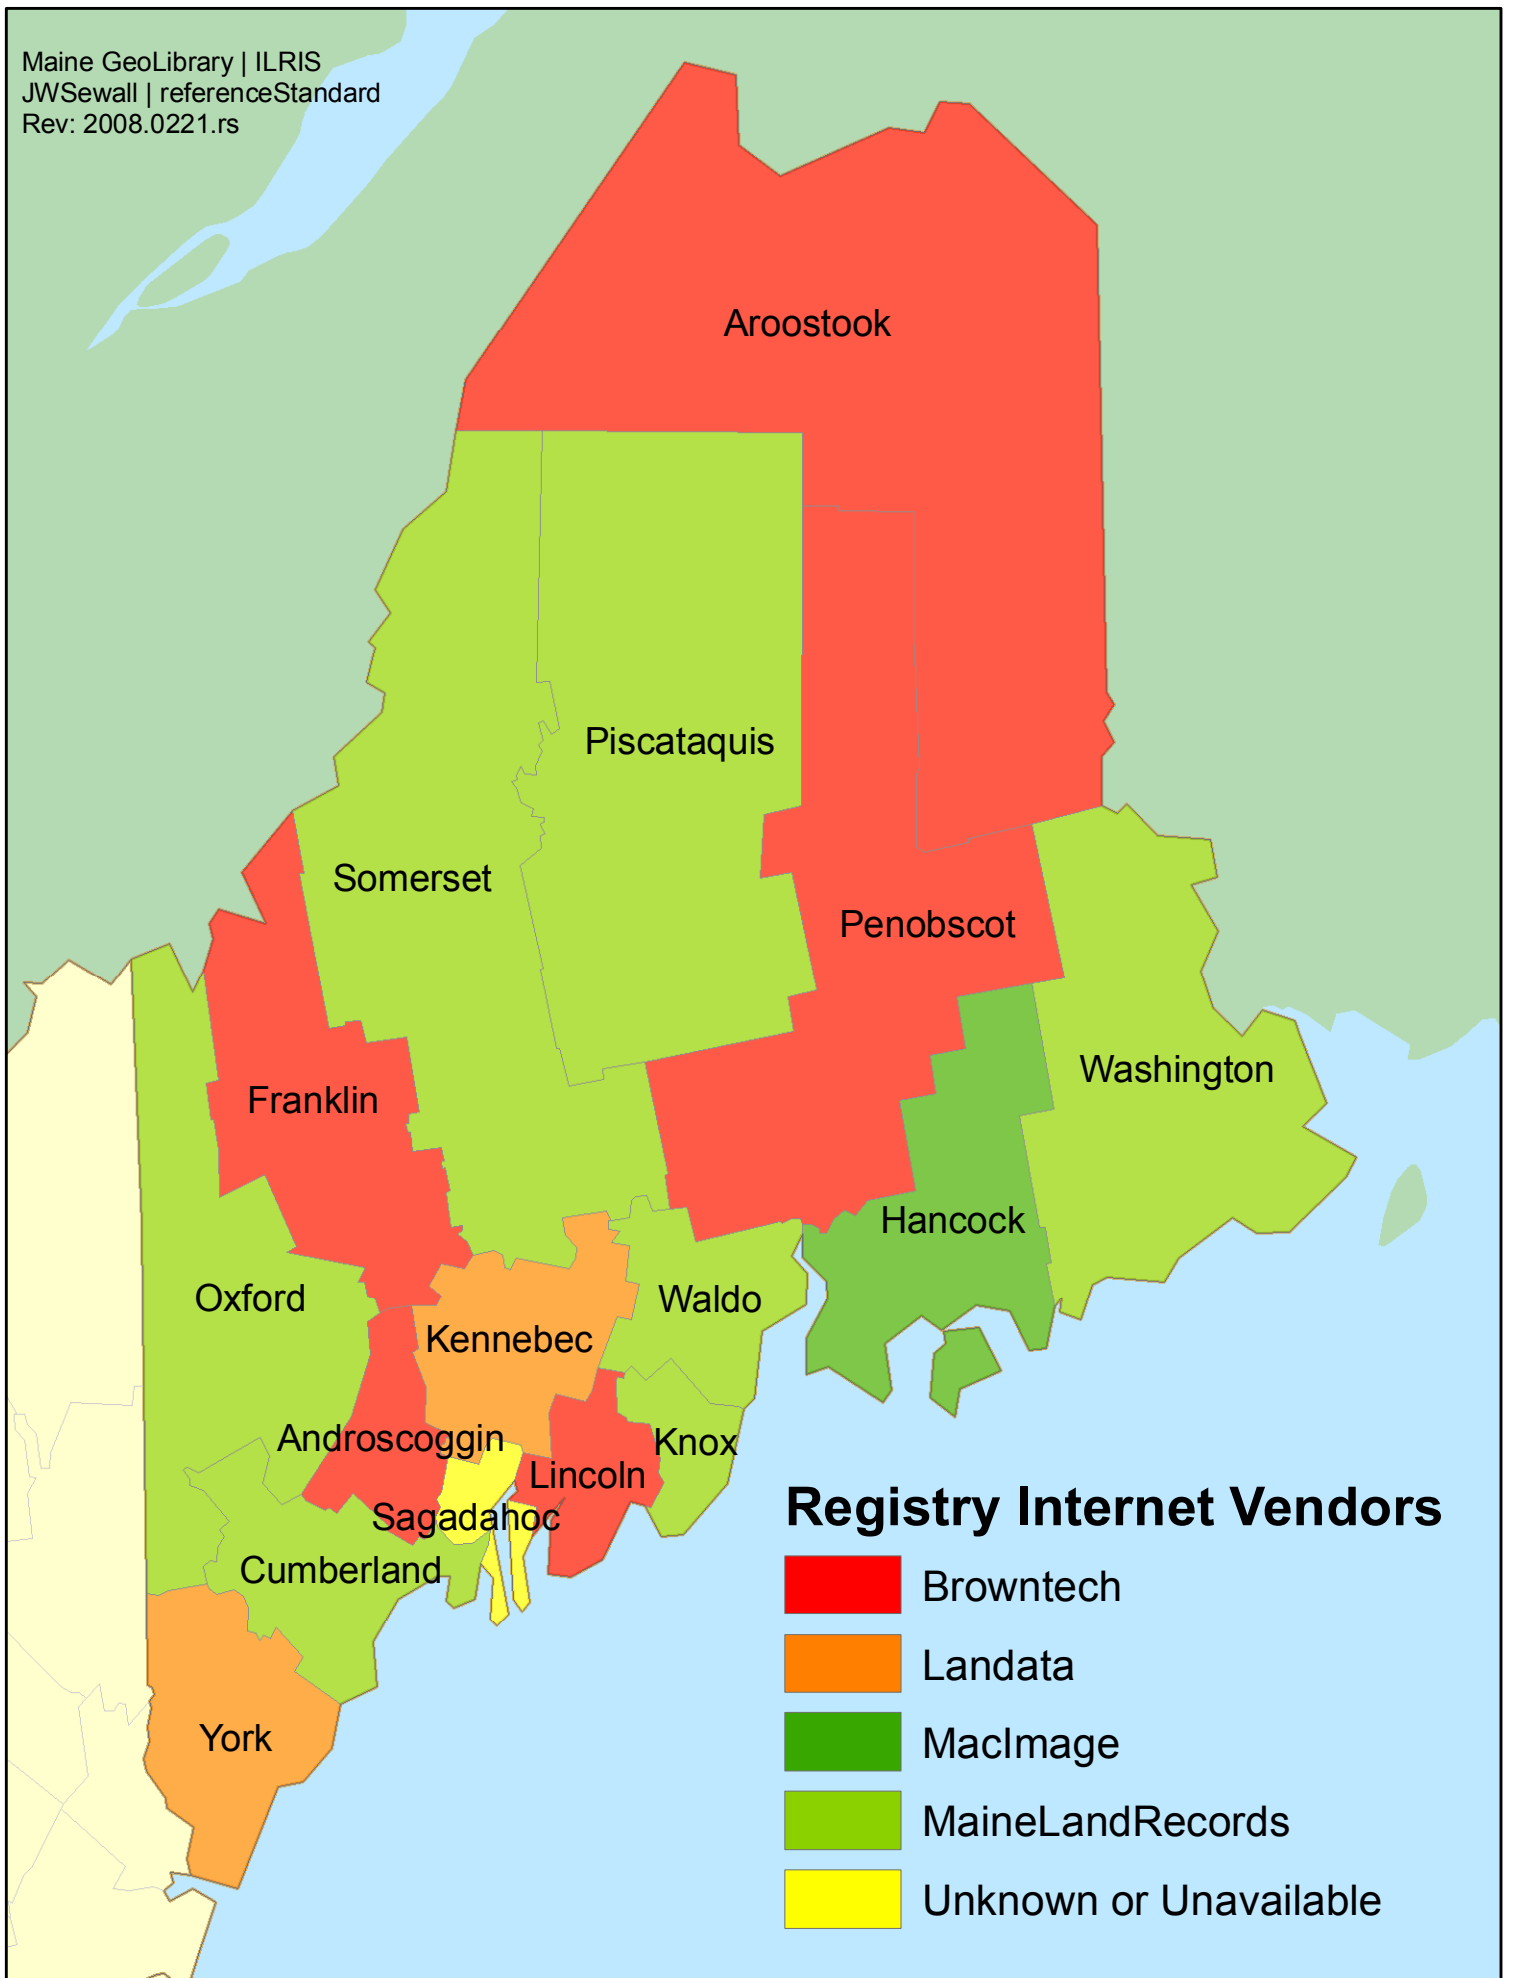 Maine GeoLibrary | ILRIS
JWSewall | referenceStandard
Rev: 2008.0221.rs
Aroostook
Piscataquis
Somerset
Penobscot
Washington
Franklin
Hancock
Oxford
Waldo
Kennebec
Androscoggin
Knox
Lincoln
Sagadahoc
Cumberland
York
Registry Internet Vendors
Browntech
Landata
MacImage
MaineLandRecords
Unknown or Unavailable